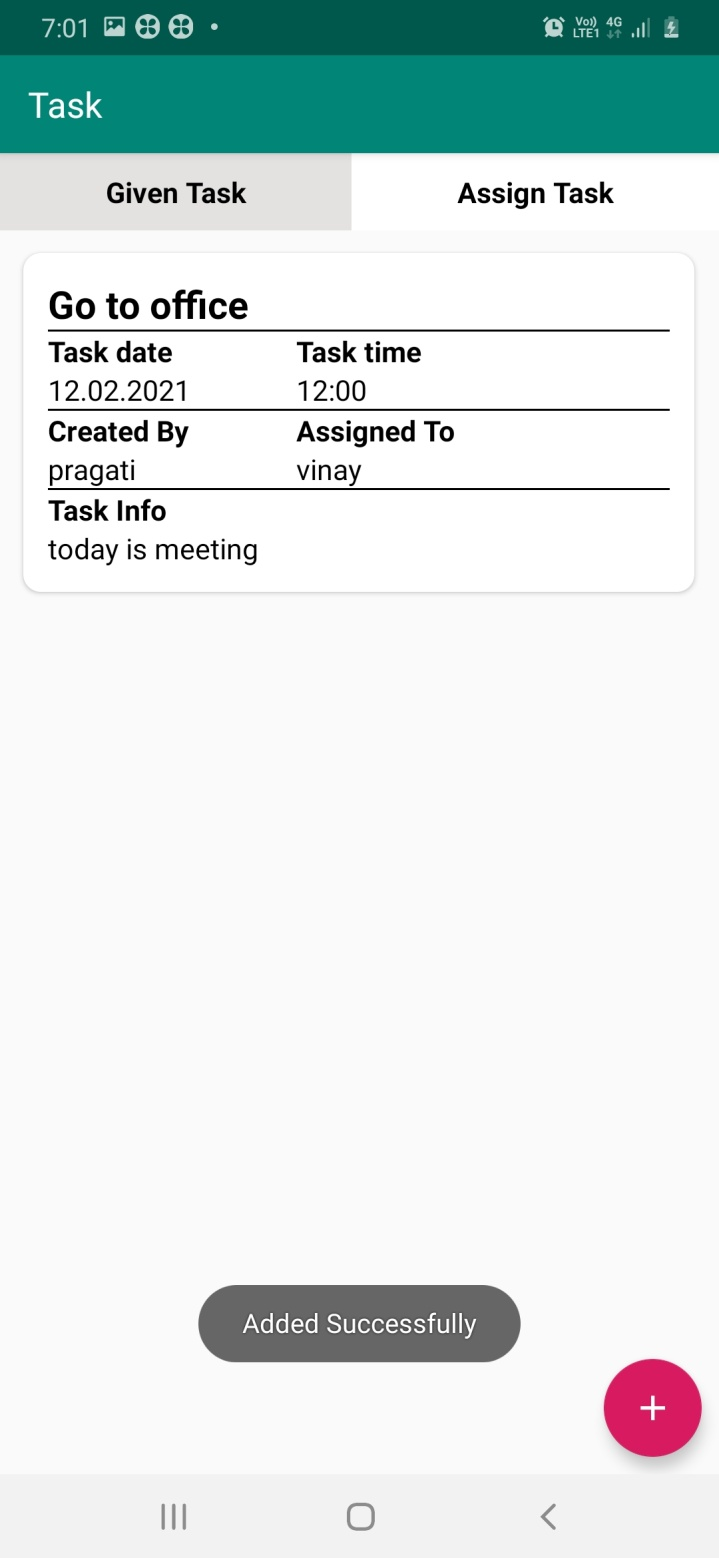 7:01 Vo)) LTE1 4G
Task
Given Task Assign Task
Go to office
Task date Task time
12.02.2021 12:00
Created By Assigned To
pragati vinay
Task Info
today is meeting
Added Successfully
+